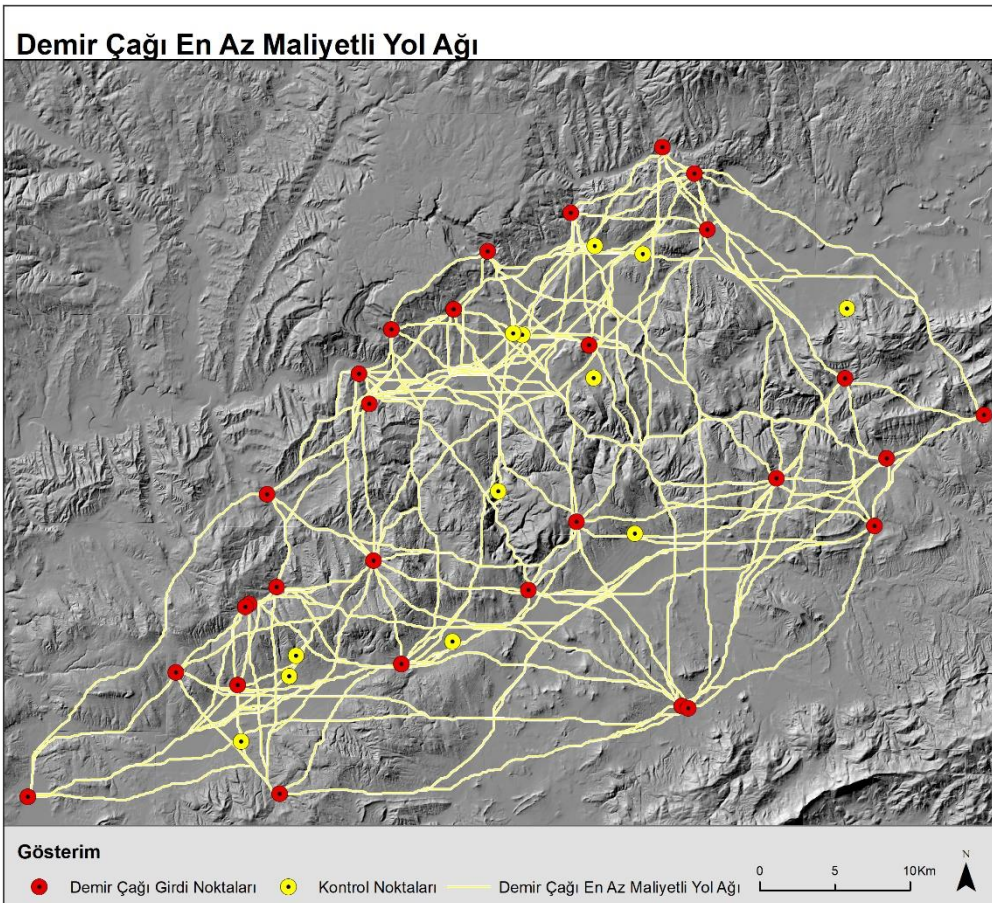 Demir Çağı En Az Maliyetli Yol Ağı
Gösterim
Demir Çağı Girdi Noktaları Kontrol Noktaları Demir Çağı En Az Maliyetli Yol Ağı
0 5 10Km
N